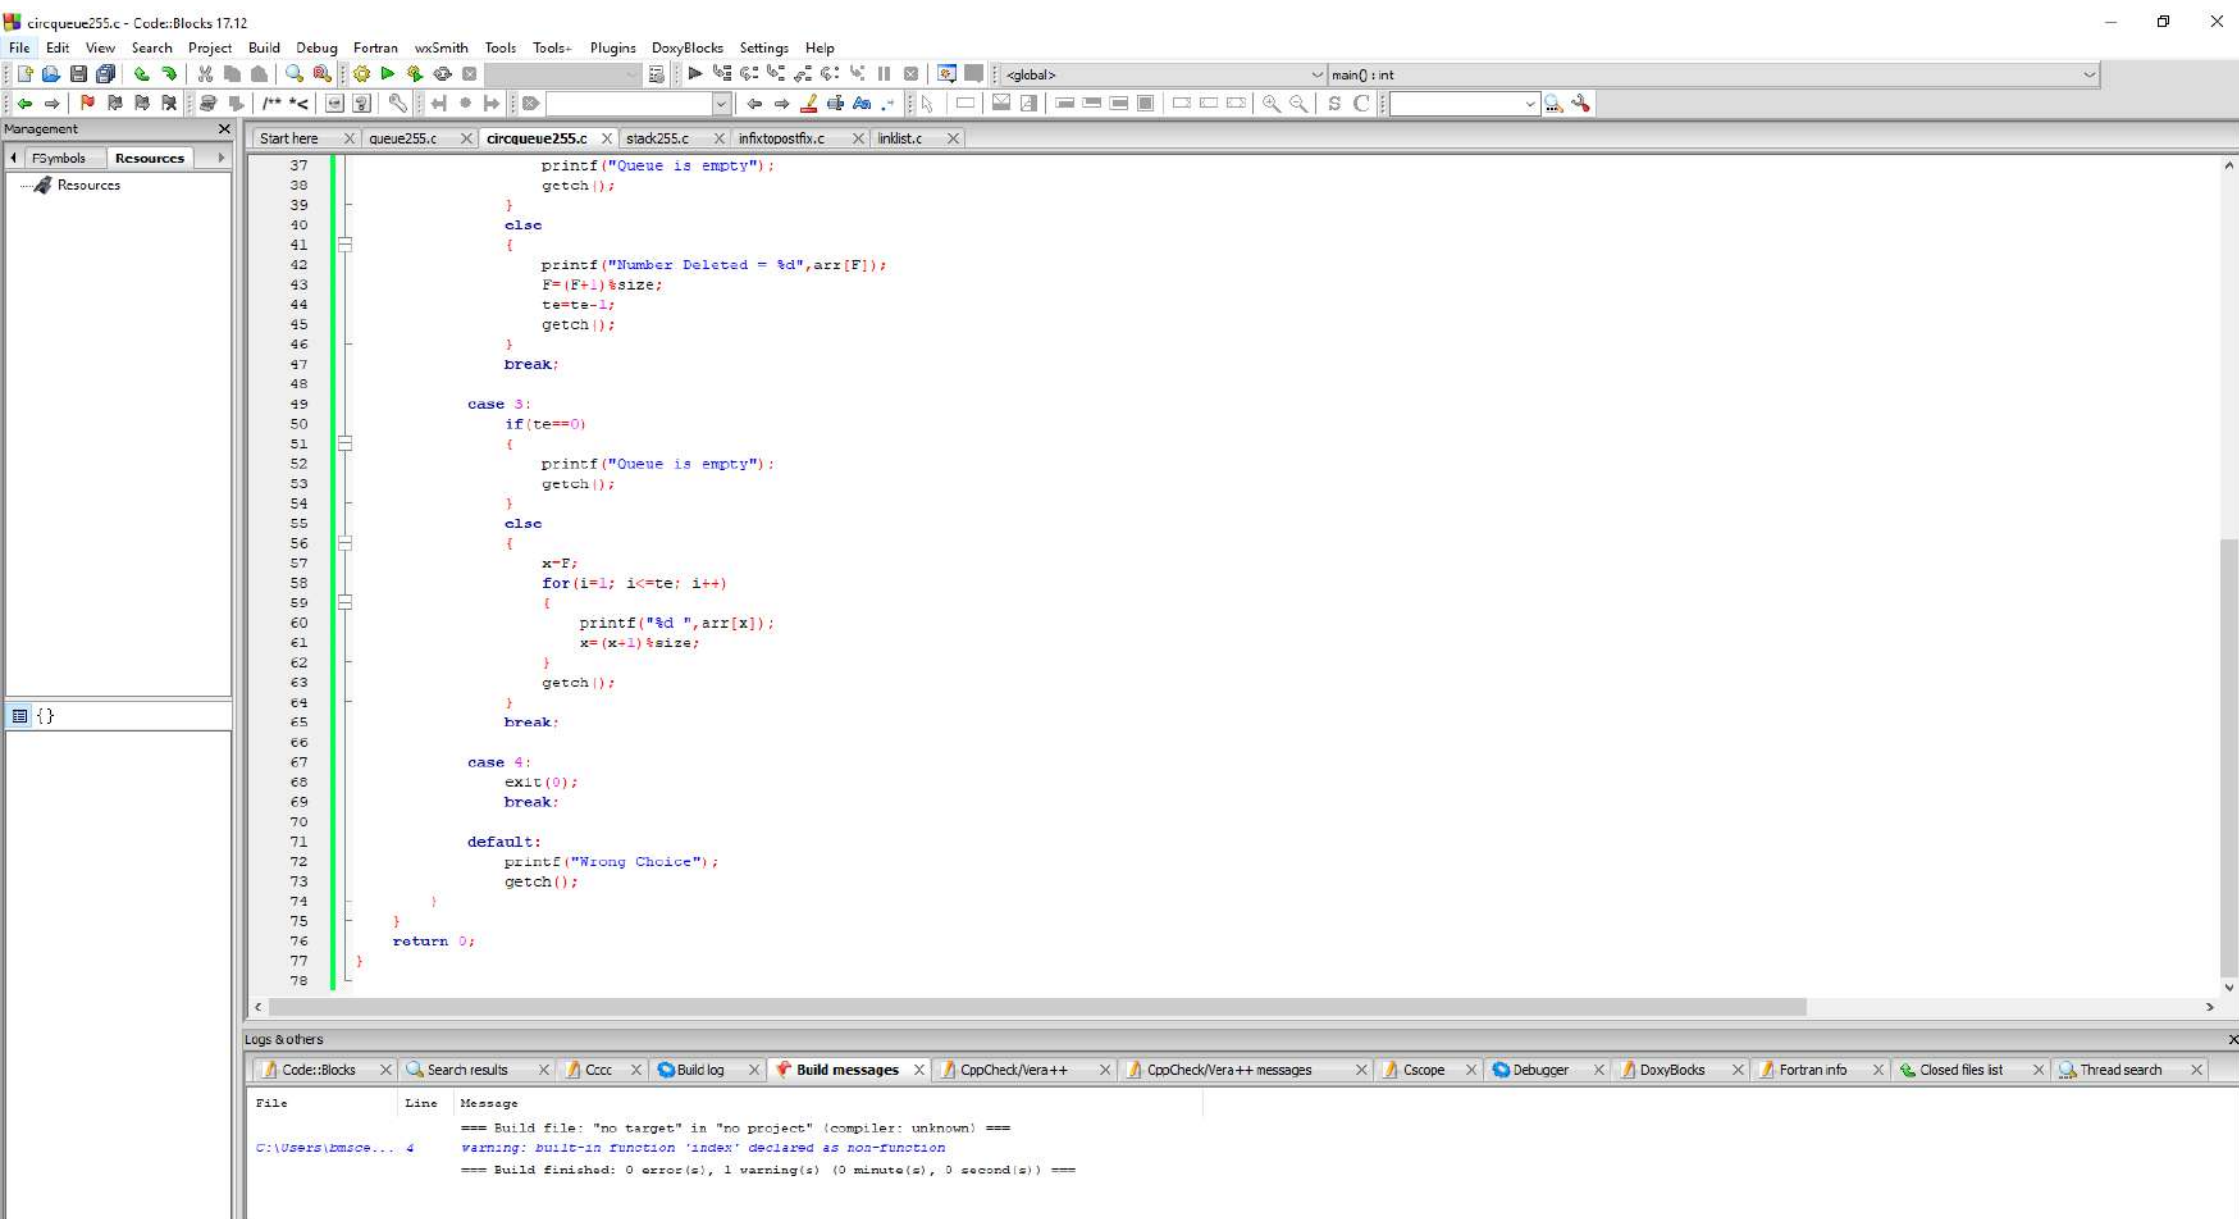 circqueue255.c - Code::Blocks 17.12
File Edit View Search Project Build Debug Fortran wxSmith Tools Tools+ Plugins DoxyBlocks Settings Help
<global> main() : int
/** *<
S C
Management
Start here queue255.c circqueue255.c stack255.c infixtopostfix.c linklist.c
FSymbols Resources
Resources
37 printf("Queue is empty");
38 getch();
39 }
40 else
41 {
42 printf("Number Deleted = %d",arr[F]);
43 F=(F+1)%size;
44 te=te-1;
45 getch();
46 }
47 break;
48
49 case 3:
50 if(te==0)
51 {
52 printf("Queue is empty");
53 getch();
54 }
55 else
56 {
57 x=F;
58 for(i=1; i<=te; i++)
59 {
60 printf("%d ",arr[x]);
61 x=(x+1)%size;
62 }
63 getch();
64 }
65 break;
66
67 case 4:
68 exit(0);
69 break;
70
71 default:
72 printf("Wrong Choice");
73 getch();
74 }
75 }
76 return 0;
77 }
78
{}
Logs & others
Code::Blocks Search results Cccc Build log Build messages CppCheck/Vera++ CppCheck/Vera++ messages Cscope Debugger DoxyBlocks Fortran info Closed files list Thread search
File Line Message
=== Build file: "no target" in "no project" (compiler: unknown) ===
C:\Users\bmsce... 4 warning: built-in function 'index' declared as non-function
=== Build finished: 0 error(s), 1 warning(s) (0 minute(s), 0 second(s)) ===